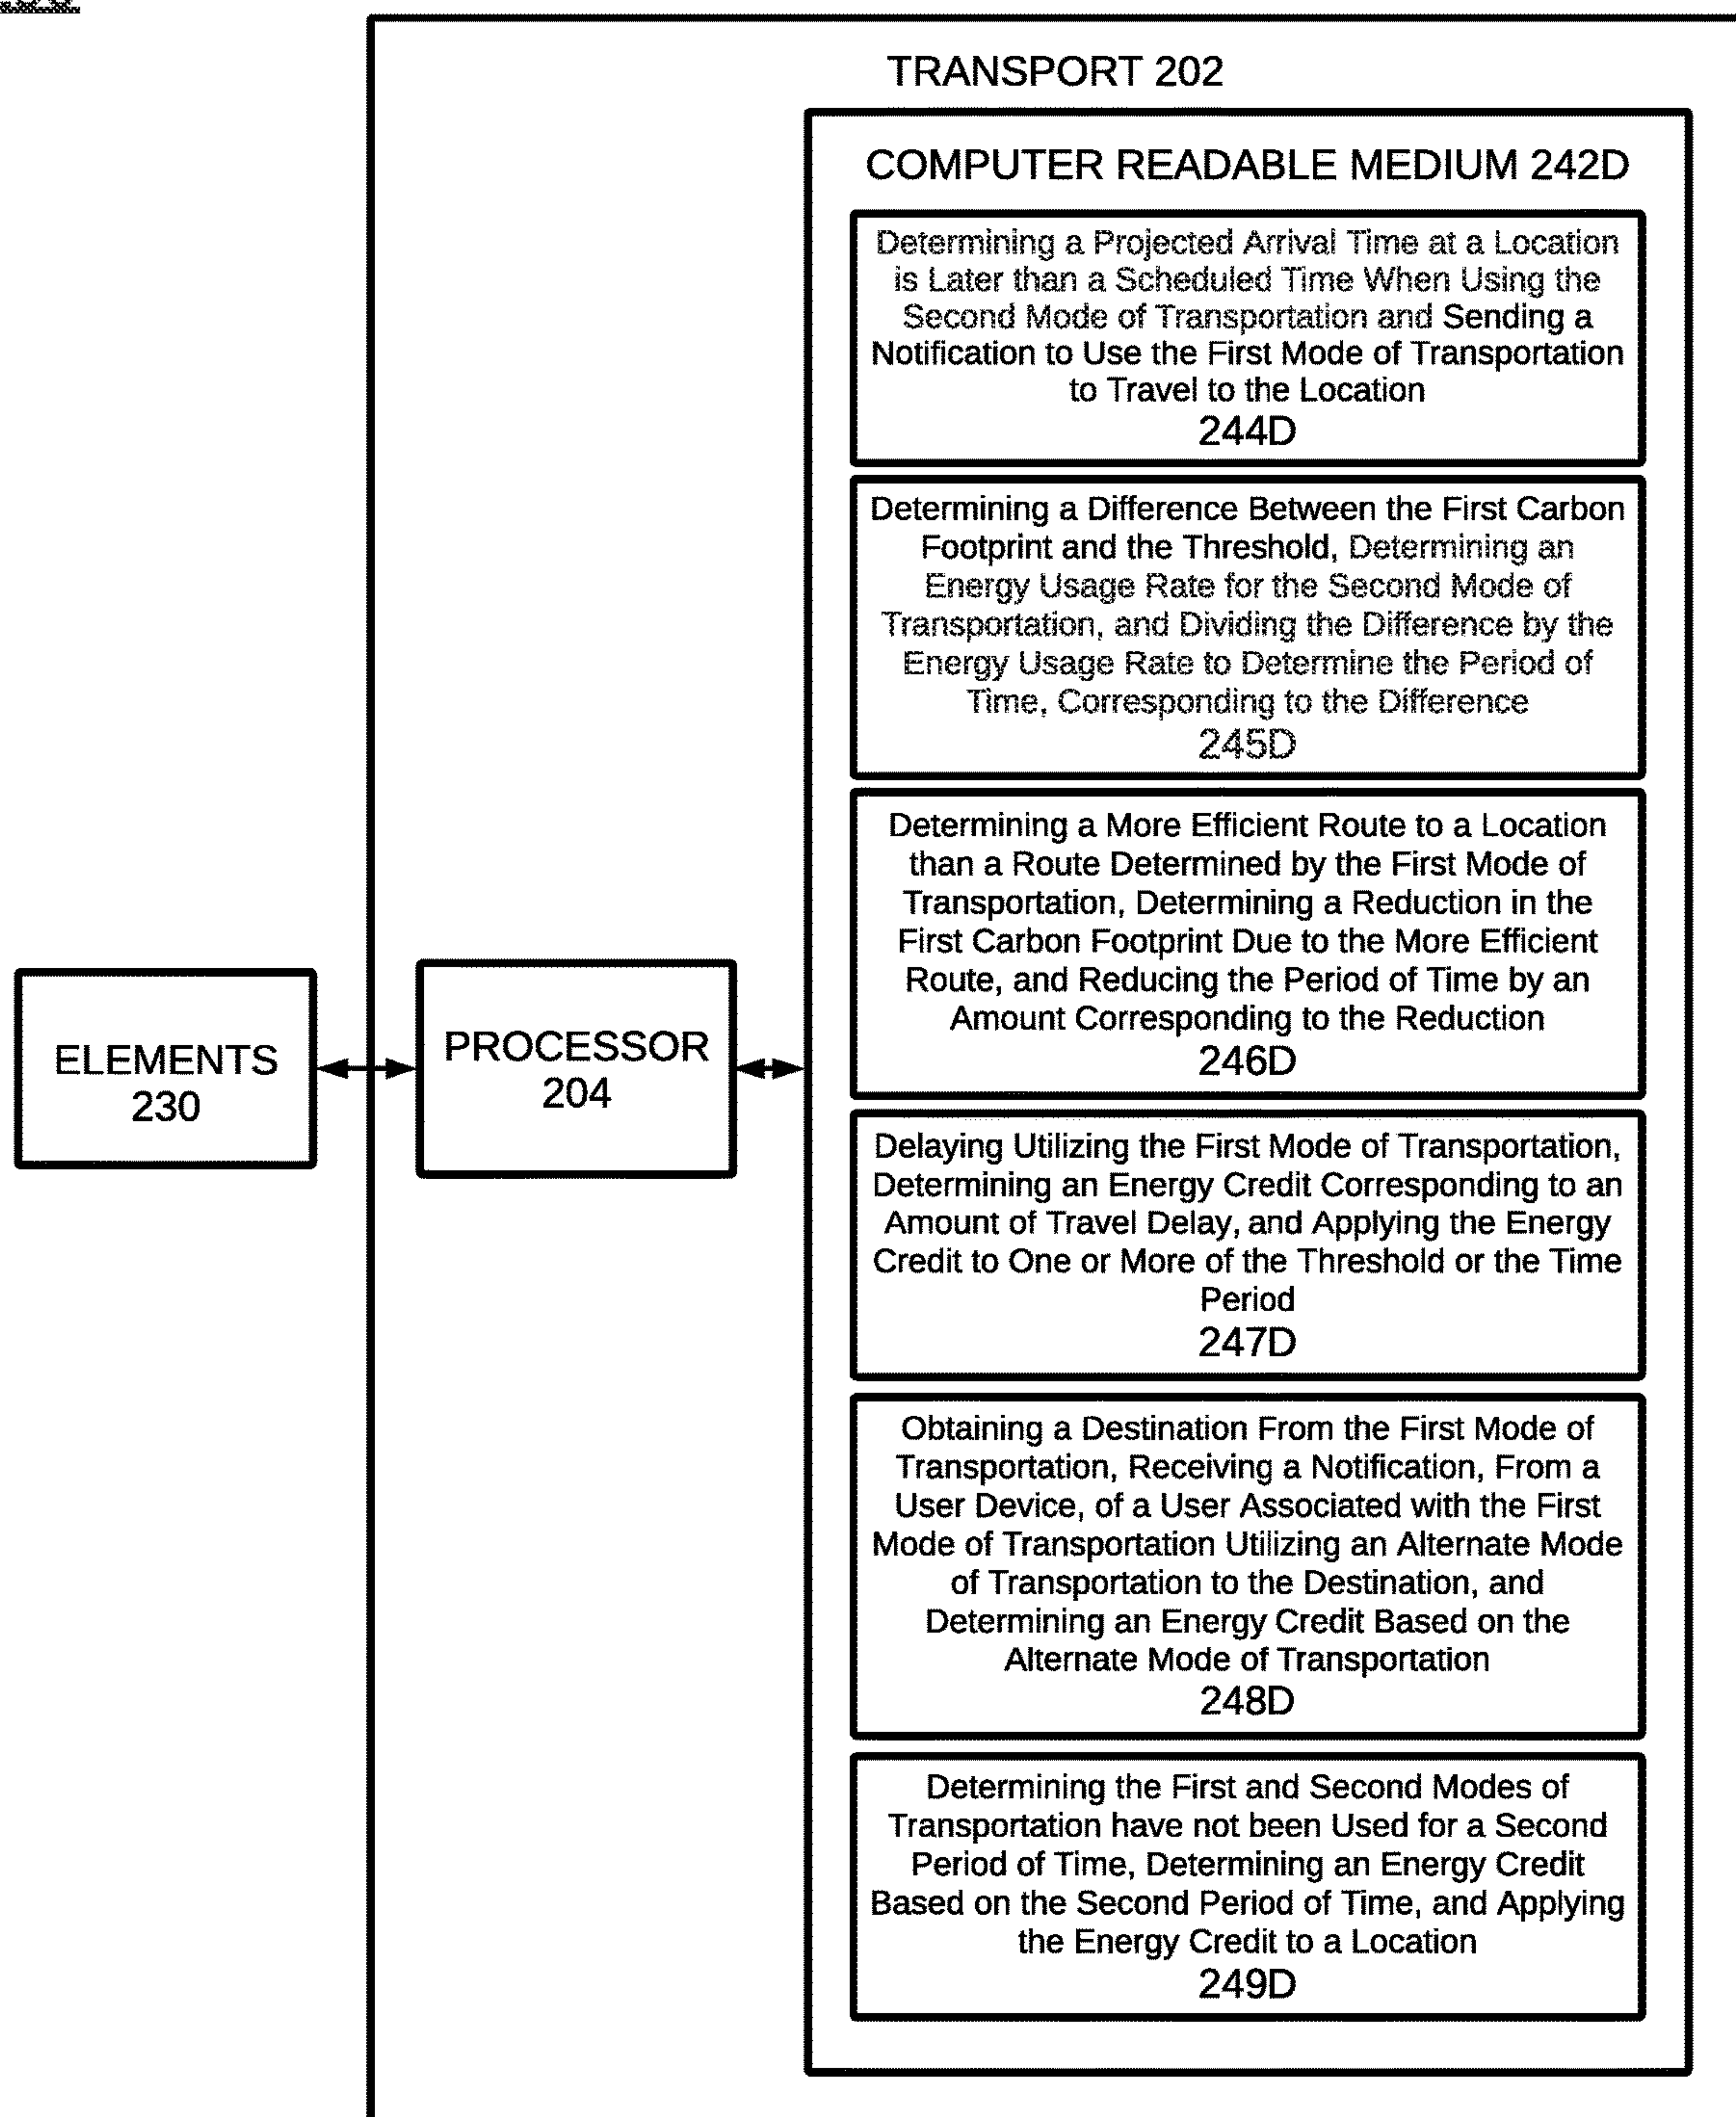 TRANSPORT 202
COMPUTER READABLE MEDIUM 242D
Determining a Projected Arrival Time at a Location
is Later than a Scheduled Time When Using the
Second Mode of Transportation and Sending a
Notification to Use the First Mode of Transportation
to Travel to the Location
244D
Determining a Difference Between the First Carbon
Footprint and the Threshold, Determining an
Energy Usage Rate for the Second Mode of
Transportation, and Dividing the Difference by the
Energy Usage Rate to Determine the Period of
Time, Corresponding to the Difference
245D
Determining a More Efficient Route to a Location
than a Route Determined by the First Mode of
Transportation, Determining a Reduction in the
First Carbon Footprint Due to the More Efficient
Route, and Reducing the Period of Time by an
Amount Corresponding to the Reduction
246D
ELEMENTS
230
PROCESSOR
204
Delaying Utilizing the First Mode of Transportation,
Determining an Energy Credit Corresponding to an
Amount of Travel Delay, and Applying the Energy
Credit to One or More of the Threshold or the Time
Period
247D
Obtaining a Destination From the First Mode of
Transportation, Receiving a Notification, From a
User Device, of a User Associated with the First
Mode of Transportation Utilizing an Alternate Mode
of Transportation to the Destination, and
Determining an Energy Credit Based on the
Alternate Mode of Transportation
248D
Determining the First and Second Modes of
Transportation have not been Used for a Second
Period of Time, Determining an Energy Credit
Based on the Second Period of Time, and Applying
the Energy Credit to a Location
249D